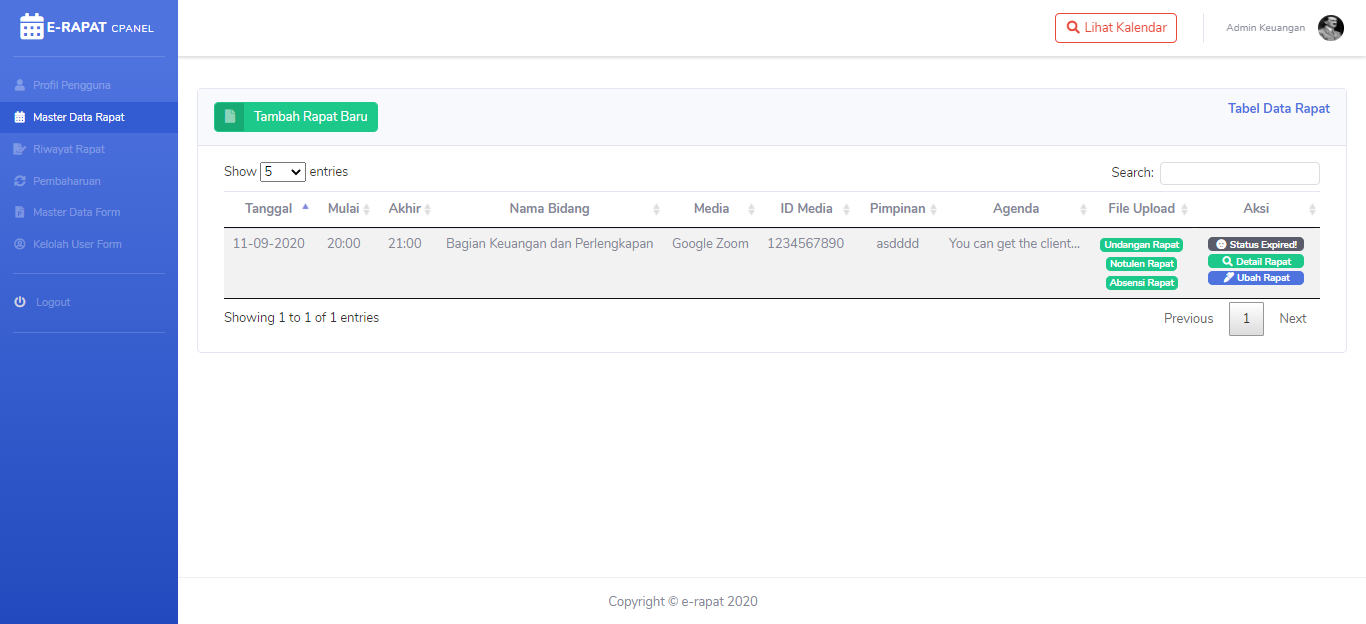 E-RAPAT CPANEL
Lihat Kalendar
Admin Keuangan
Profil Pengguna
Master Data Rapat
Riwayat Rapat
Pembaharuan
Master Data Form
Kelolah User Form
Logout
Tambah Rapat Baru
Tabel Data Rapat
Show 5 entries
Search:
Tanggal Mulai Akhir Nama Bidang Media ID Media Pimpinan Agenda File Upload Aksi
11-09-2020 20:00 21:00 Bagian Keuangan dan Perlengkapan Google Zoom 1234567890 asdddd You can get the client... Undangan Rapat Status Expired!
Notulen Rapat Detail Rapat
Absensi Rapat Ubah Rapat
Showing 1 to 1 of 1 entries
Previous 1 Next
Copyright © e-rapat 2020